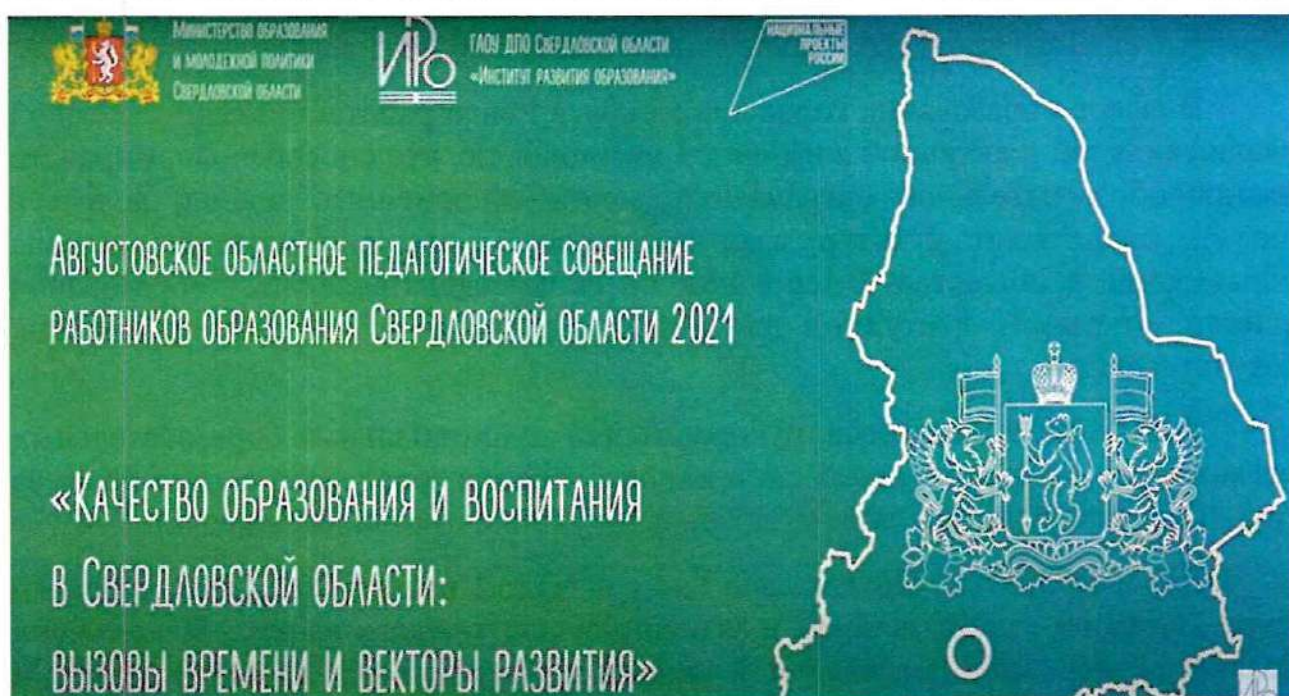 Министерство образования
и молодежной политики
Свердловской области
ИРО
ГАОУ ДПО Свердловской области
«Институт развития образования»
НАЦИОНАЛЬНЫЕ
ПРОЕКТЫ
РОССИИ
Августовское областное педагогическое совещание
работников образования Свердловской области 2021
«Качество образования и воспитания
в Свердловской области:
вызовы времени и векторы развития»